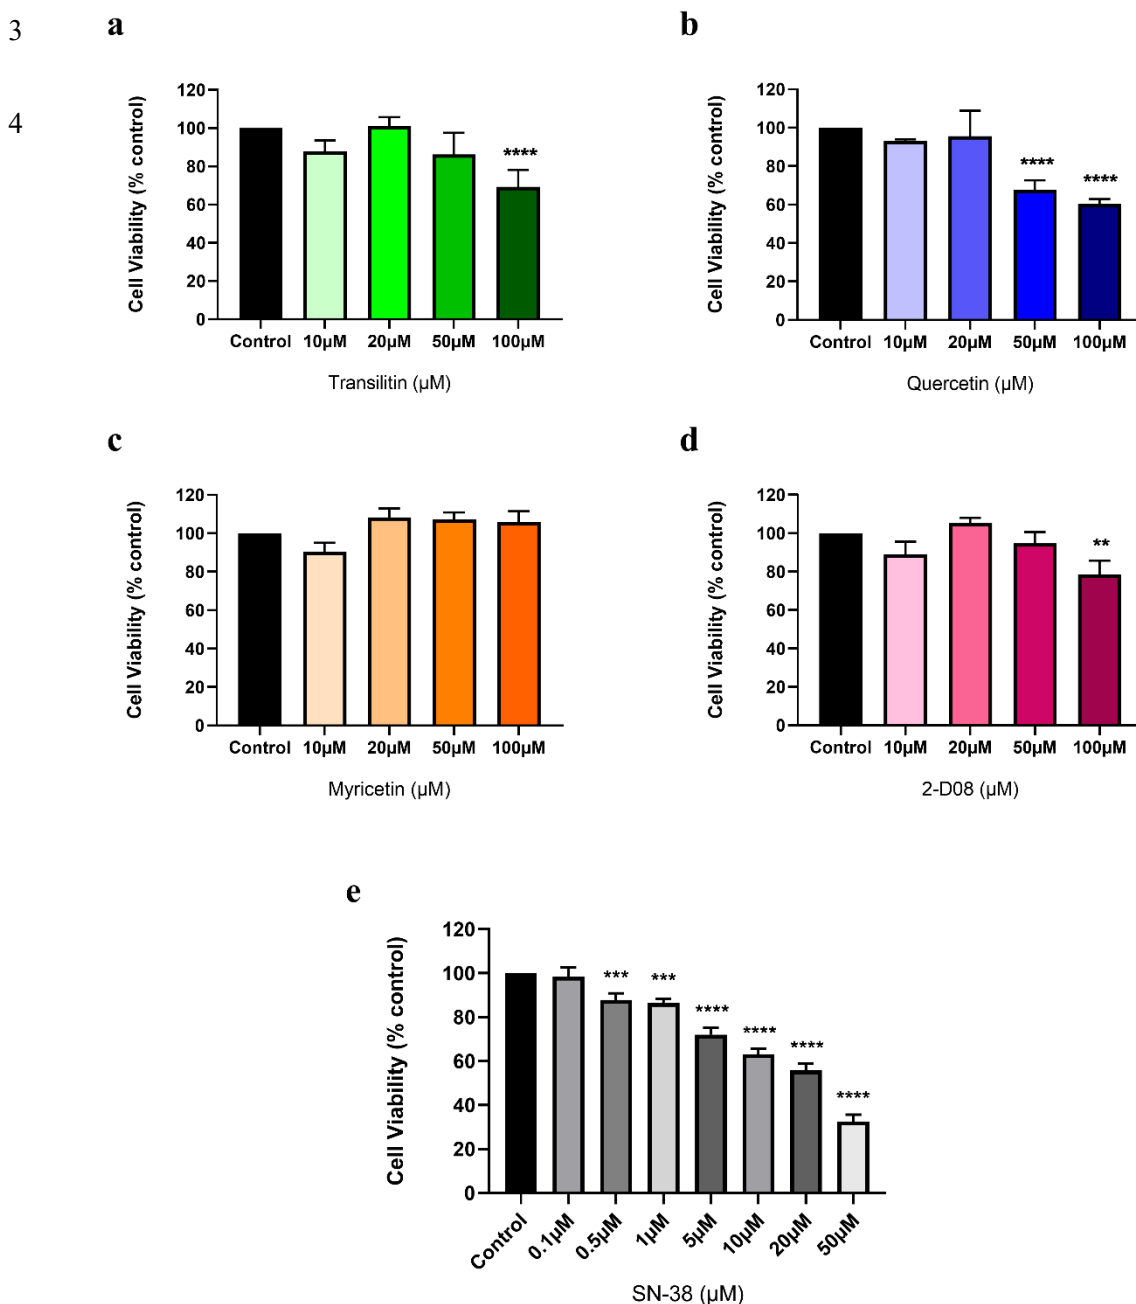 3
a
b
4
Cell Viability (% control)
120
100
80
60
40
20
0
****
Control 10µM 20µM 50µM 100µM
Transilitin (µM)
Cell Viability (% control)
120
100
80
60
40
20
0
****
****
Control 10µM 20µM 50µM 100µM
Quercetin (µM)
c
d
Cell Viability (% control)
120
100
80
60
40
20
0
Control 10µM 20µM 50µM 100µM
Myricetin (µM)
Cell Viability (% control)
120
100
80
60
40
20
0
**
Control 10µM 20µM 50µM 100µM
2-D08 (µM)
e
Cell Viability (% control)
120
100
80
60
40
20
0
*** *** **** **** **** ****
Control 0.1µM 0.5µM 1µM 5µM 10µM 20µM 50µM
SN-38 (µM)